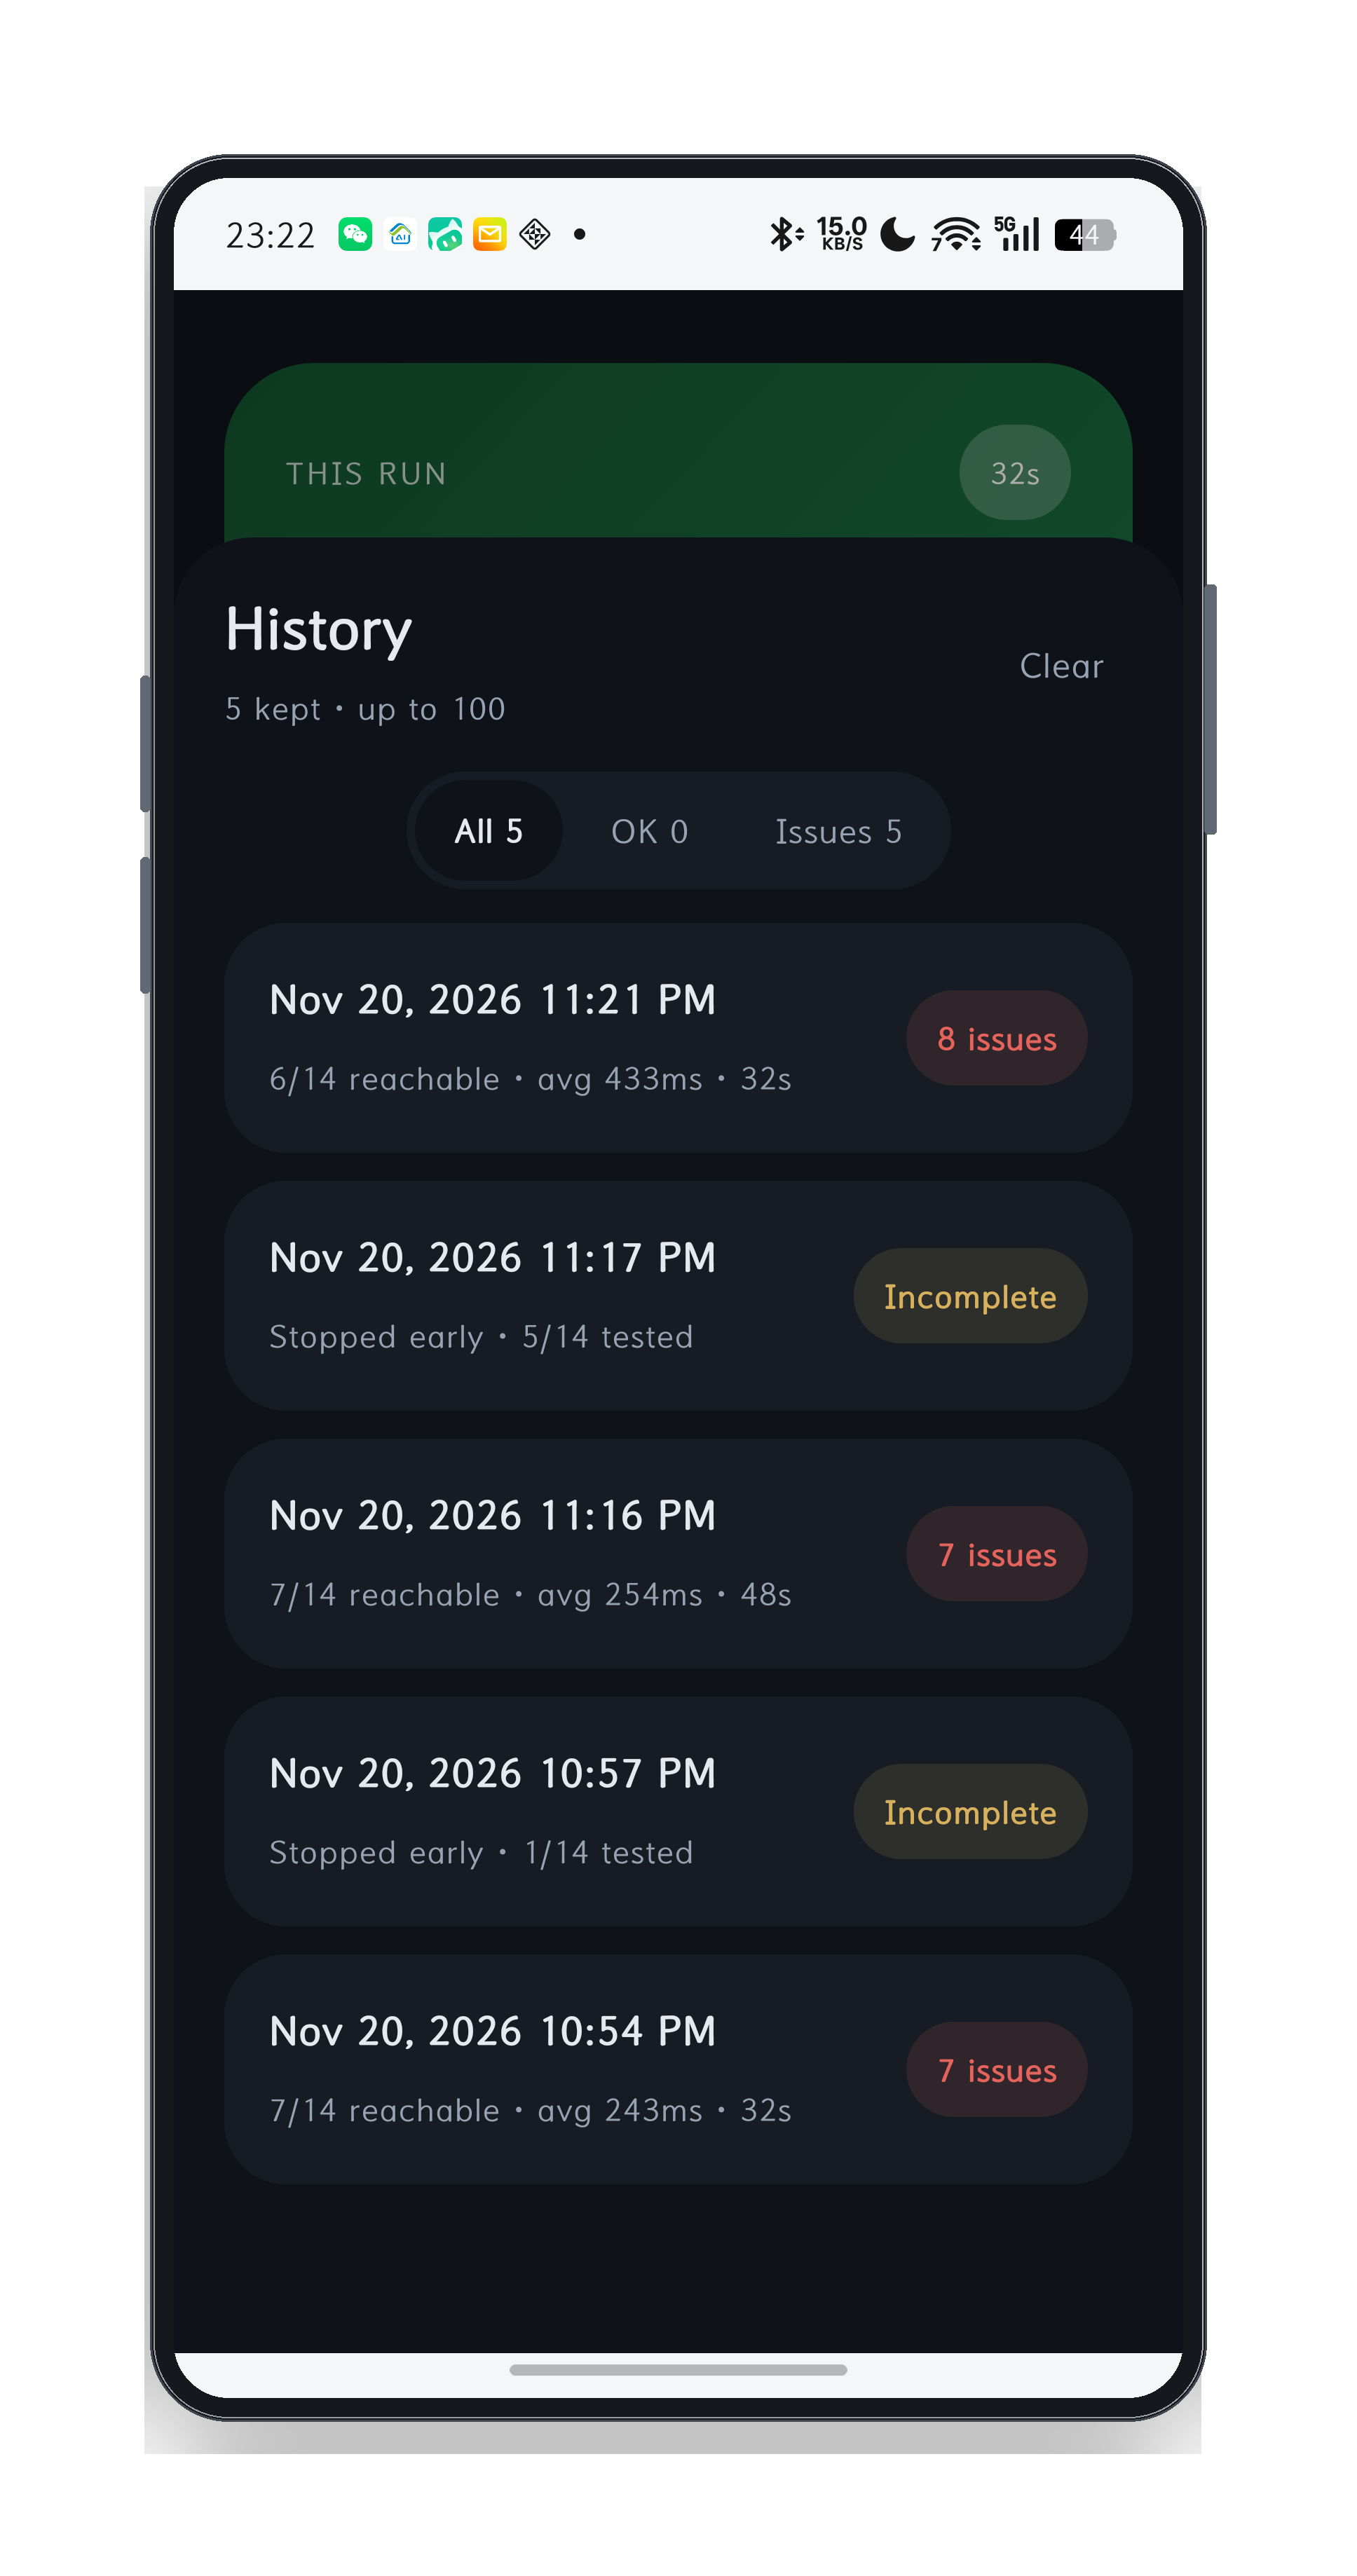 23:22
15.0
KB/S
7
5G
44
THIS RUN
32s
History
Clear
5 kept • up to 100
All 5
OK 0
Issues 5
Nov 20, 2026 11:21 PM
8 issues
6/14 reachable • avg 433ms • 32s
Nov 20, 2026 11:17 PM
Incomplete
Stopped early • 5/14 tested
Nov 20, 2026 11:16 PM
7 issues
7/14 reachable • avg 254ms • 48s
Nov 20, 2026 10:57 PM
Incomplete
Stopped early • 1/14 tested
Nov 20, 2026 10:54 PM
7 issues
7/14 reachable • avg 243ms • 32s